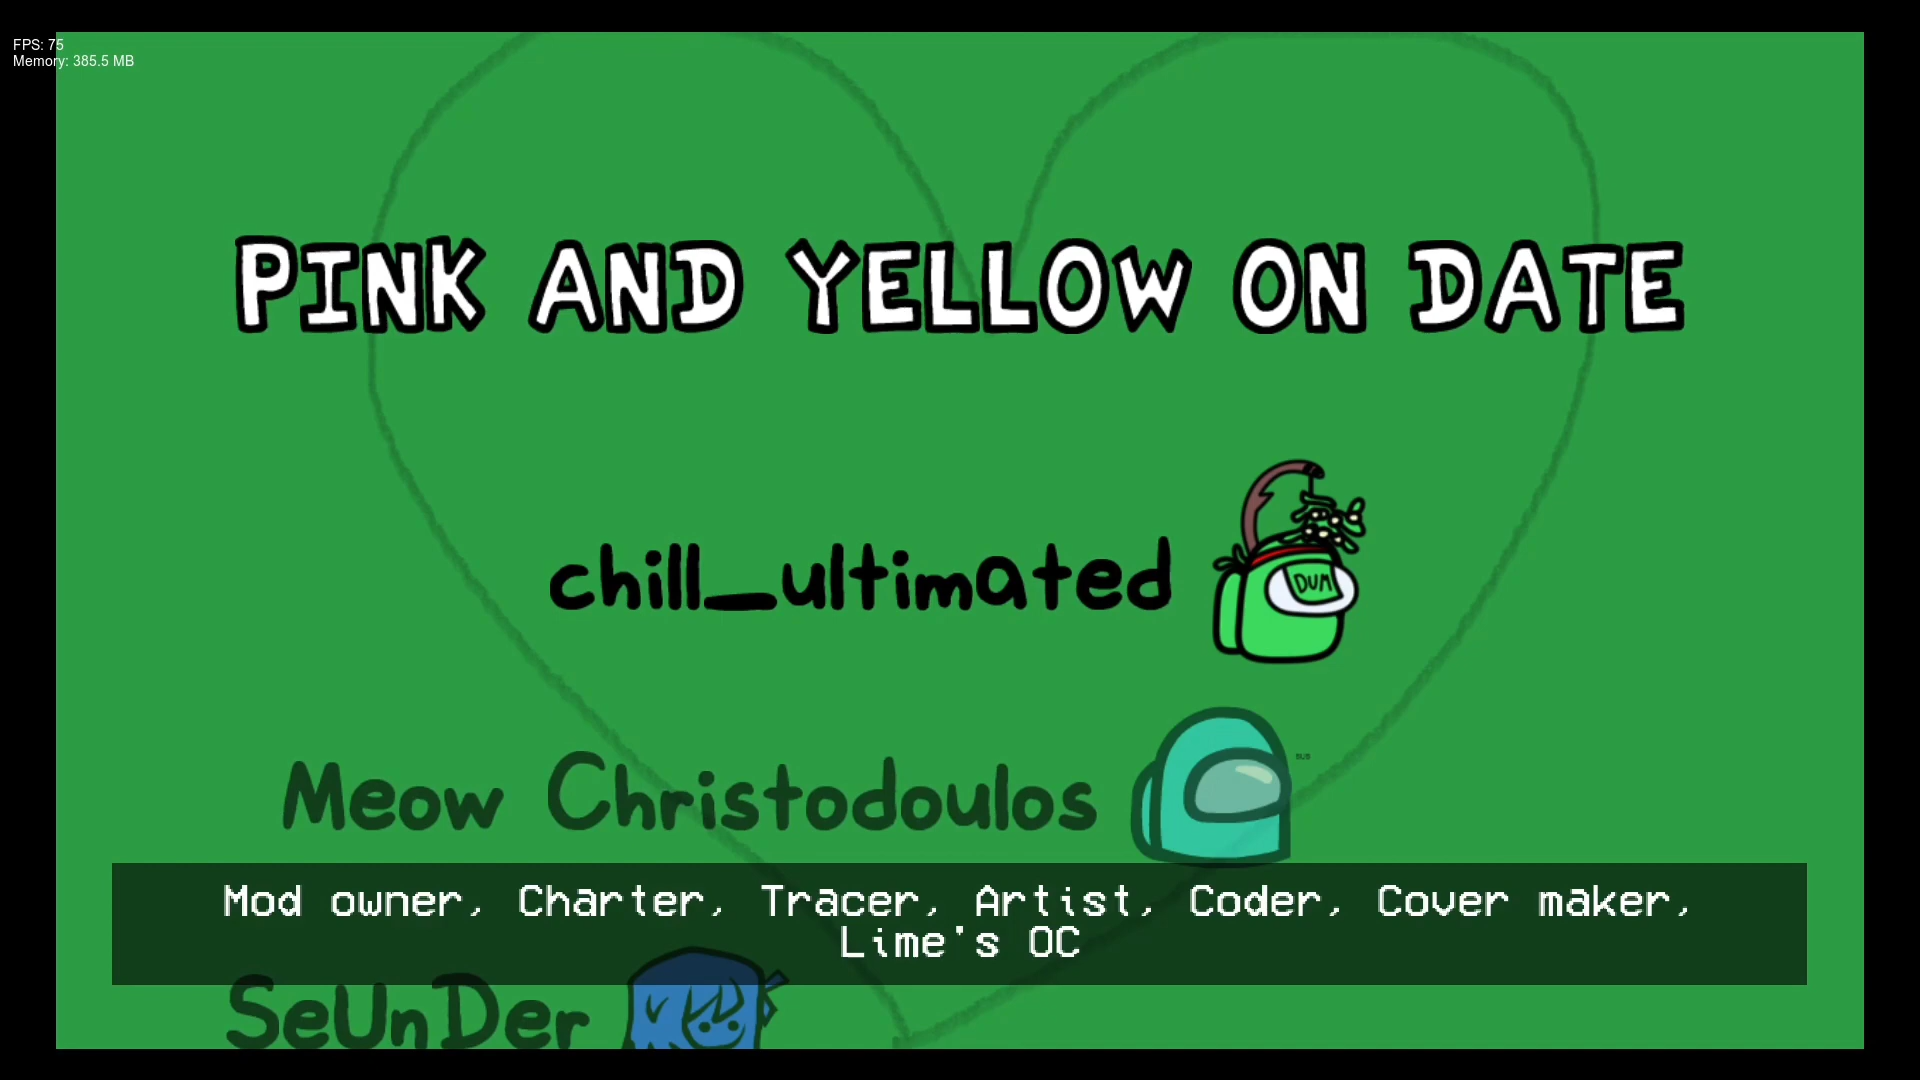 FPS: 75
Memory: 385.5 MB
PINK AND YELLOW ON DATE
chill_ultimated
DUM
Meow Christodoulos
SUS
Mod owner, Charter, Tracer, Artist, Coder, Cover maker,
Lime's OC
SeUnDer